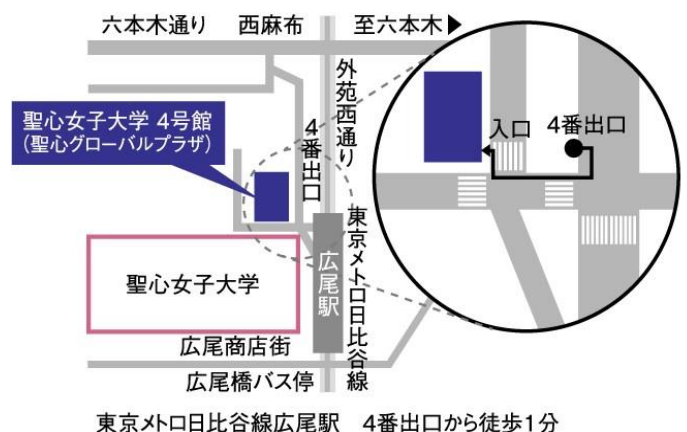 六本木通り
西麻布
至六本木▶
外苑西通り
4番出口
聖心女子大学 4号館
(聖心グローバルプラザ)
入口
4番出口
聖心女子大学
広尾駅
東京メトロ日比谷線
広尾商店街
広尾橋バス停
東京メトロ日比谷線広尾駅　4番出口から徒歩1分